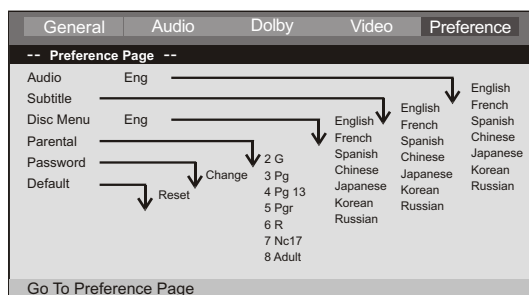 General Audio Dolby Video Preference
-- Preference Page --
Audio Eng
Subtitle
Disc Menu Eng
Parental
Password
Default
Reset
Change
2 G
3 Pg
4 Pg 13
5 Pgr
6 R
7 Nc17
8 Adult
English
French
Spanish
Chinese
Japanese
Korean
Russian
English
French
Spanish
Chinese
Japanese
Korean
Russian
English
French
Spanish
Chinese
Japanese
Korean
Russian
Go To Preference Page